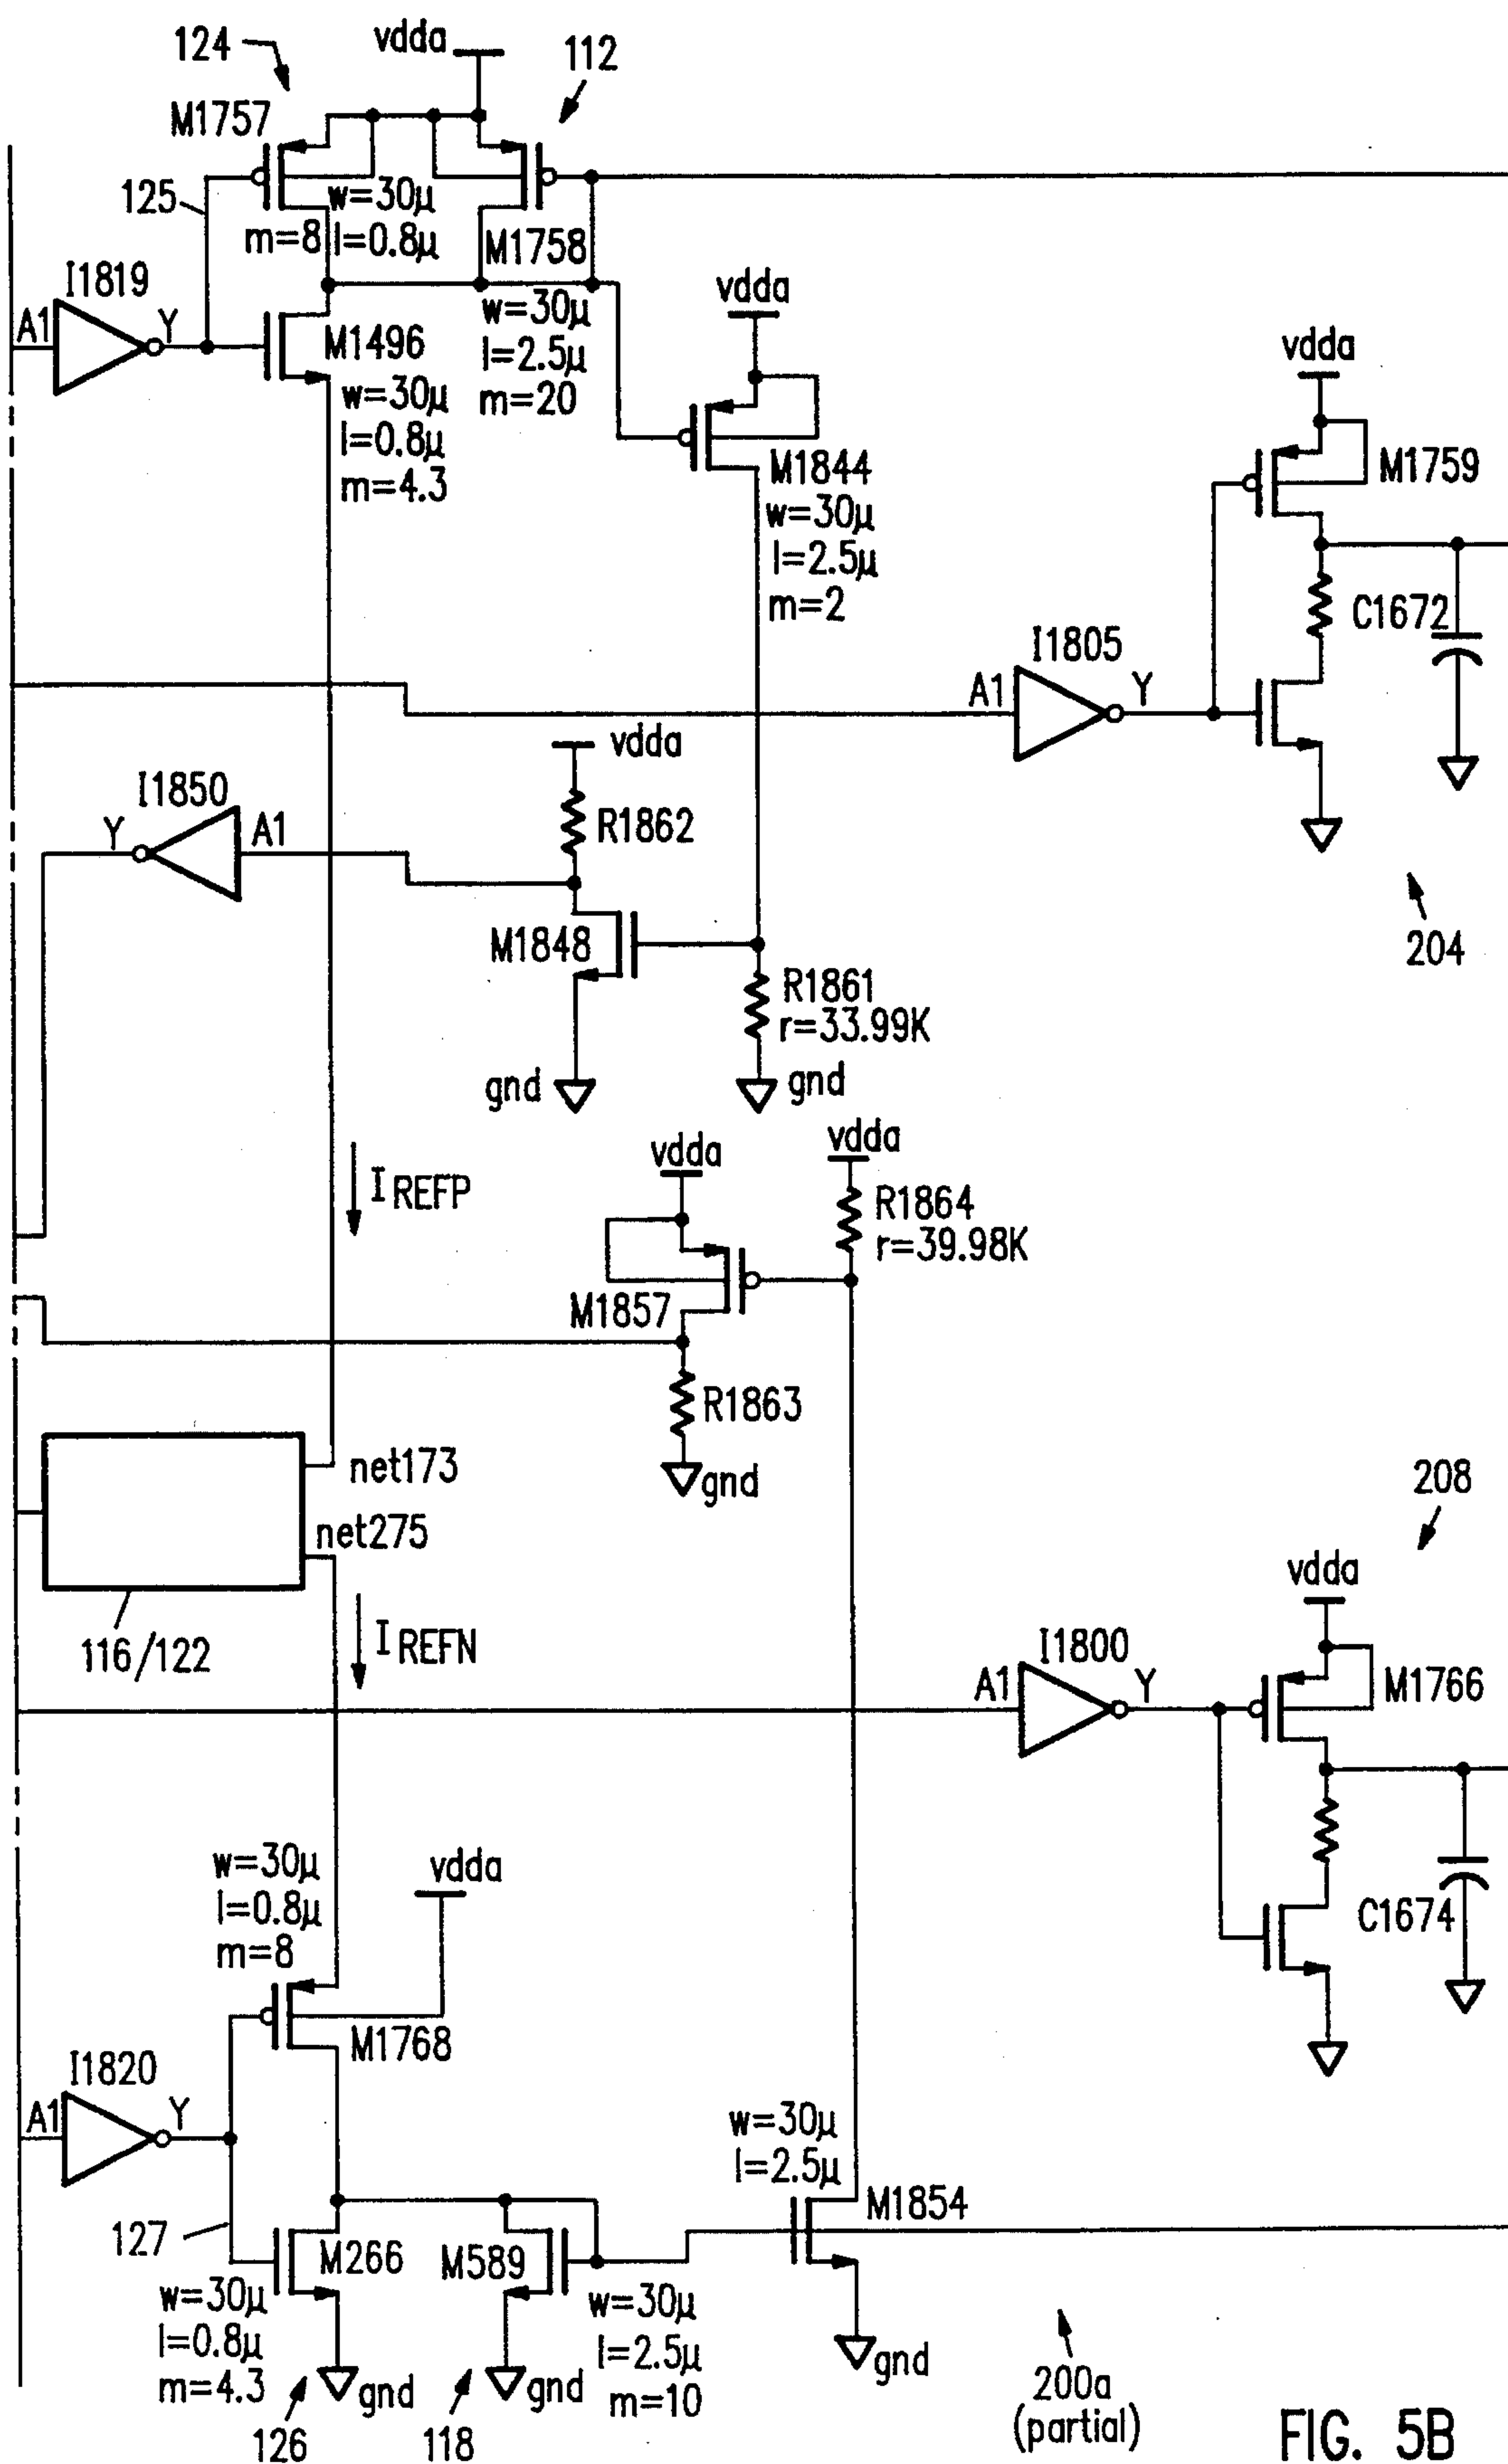 124
vdda
112
M1757
125
w=30µ
m=8
l=0.8µ
M1758
I1819
A1
Y
w=30µ
l=2.5µ
m=20
M1496
w=30µ
l=0.8µ
m=4.3
vdda
M1844
w=30µ
l=2.5µ
m=2
vdda
M1759
C1672
I1805
A1
Y
204
vdda
R1862
I1850
Y
A1
M1848
R1861
r=33.99K
gnd
gnd
I REFP
vdda
vdda
R1864
r=39.98K
M1857
R1863
gnd
net173
net275
116/122
I REFN
208
vdda
I1800
A1
Y
M1766
C1674
w=30µ
l=0.8µ
m=8
vdda
M1768
I1820
A1
Y
127
M266
w=30µ
l=0.8µ
m=4.3
gnd
126
M589
w=30µ
l=2.5µ
m=10
gnd
118
w=30µ
l=2.5µ
M1854
gnd
200a
(partial)
FIG. 5B